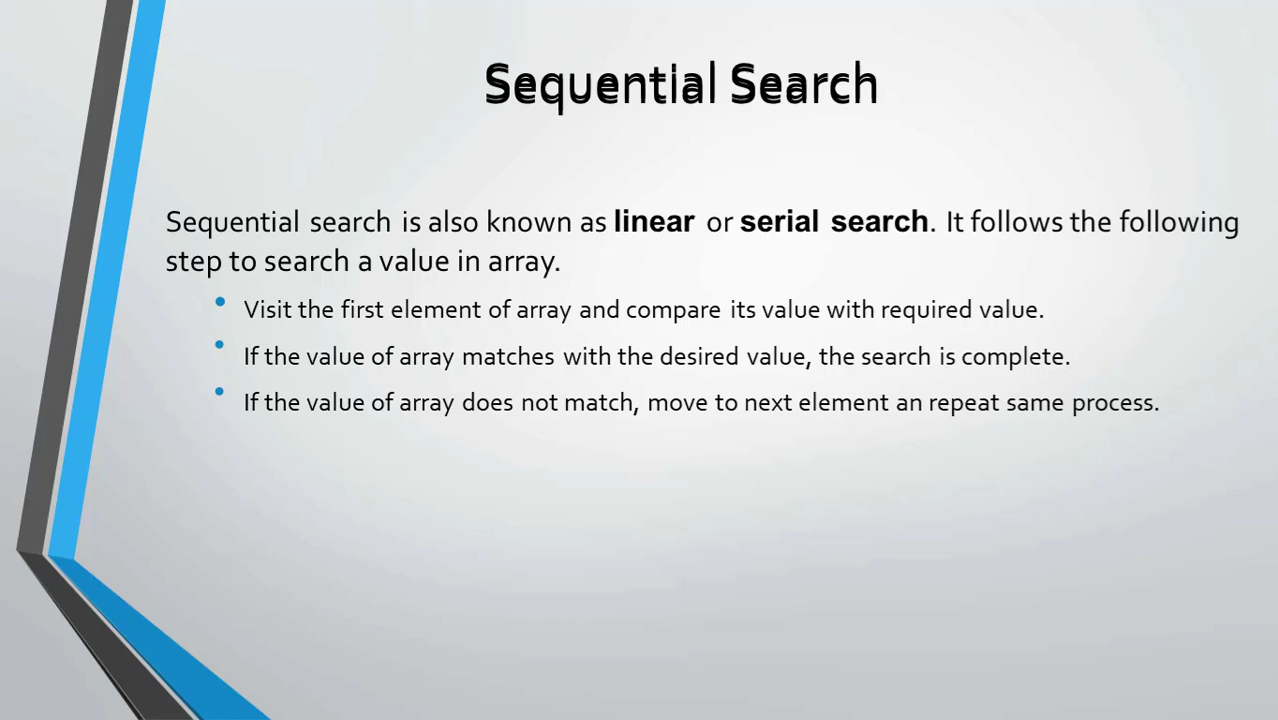 Sequential Search
Sequential search is also known as linear or serial search. It follows the following
step to search a value in array.
• Visit the first element of array and compare its value with required value.
• If the value of array matches with the desired value, the search is complete.
• If the value of array does not match, move to next element an repeat same process.